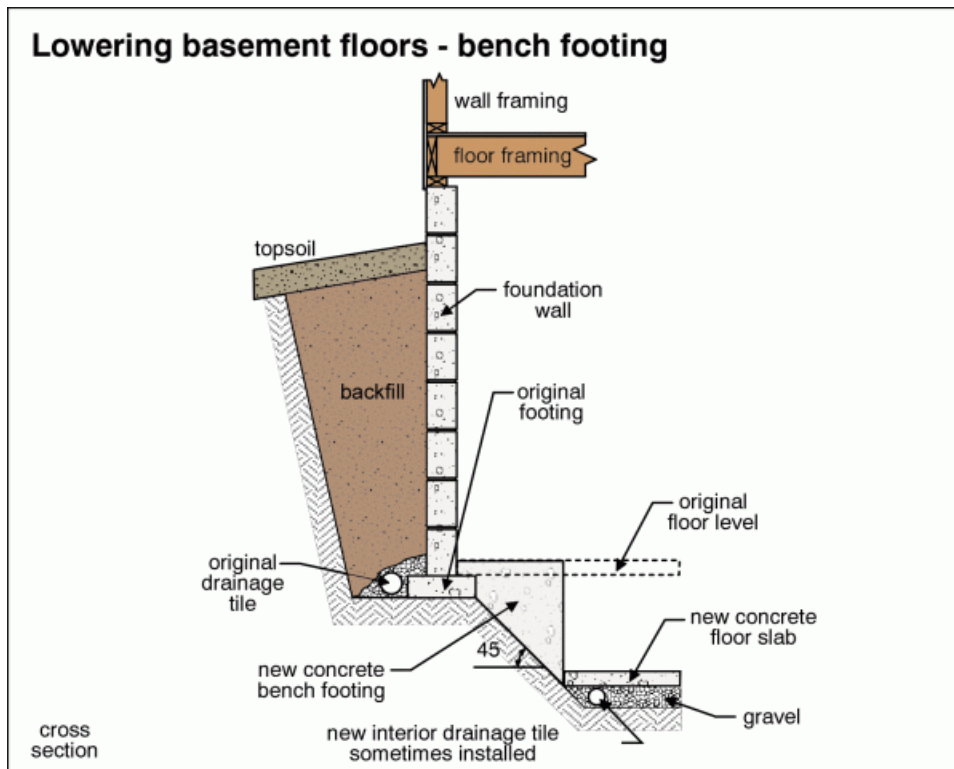 Lowering basement floors - bench footing
wall framing
floor framing
topsoil
foundation
wall
backfill
original
footing
original
floor level
original
drainage
tile
new concrete
floor slab
45
new concrete
bench footing
gravel
new interior drainage tile
sometimes installed
cross
section